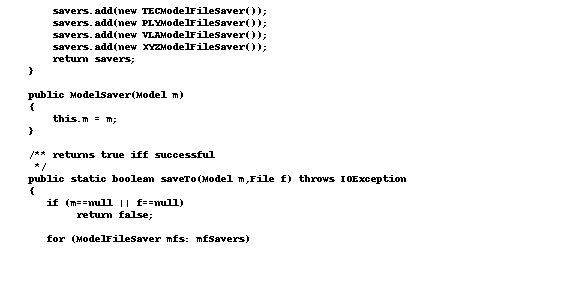 savers.add(new TECModelFileSaver());
savers.add(new PLYModelFileSaver());
savers.add(new VLAModelFileSaver());
savers.add(new XYZModelFileSaver());
return savers;
}
public ModelSaver(Model m)
{
this.m = m;
}
/** returns true iff successful
*/
public static boolean saveTo(Model m,File f) throws IOException
{
if (m==null || f==null)
return false;
for (ModelFileSaver mfs: mfSavers)